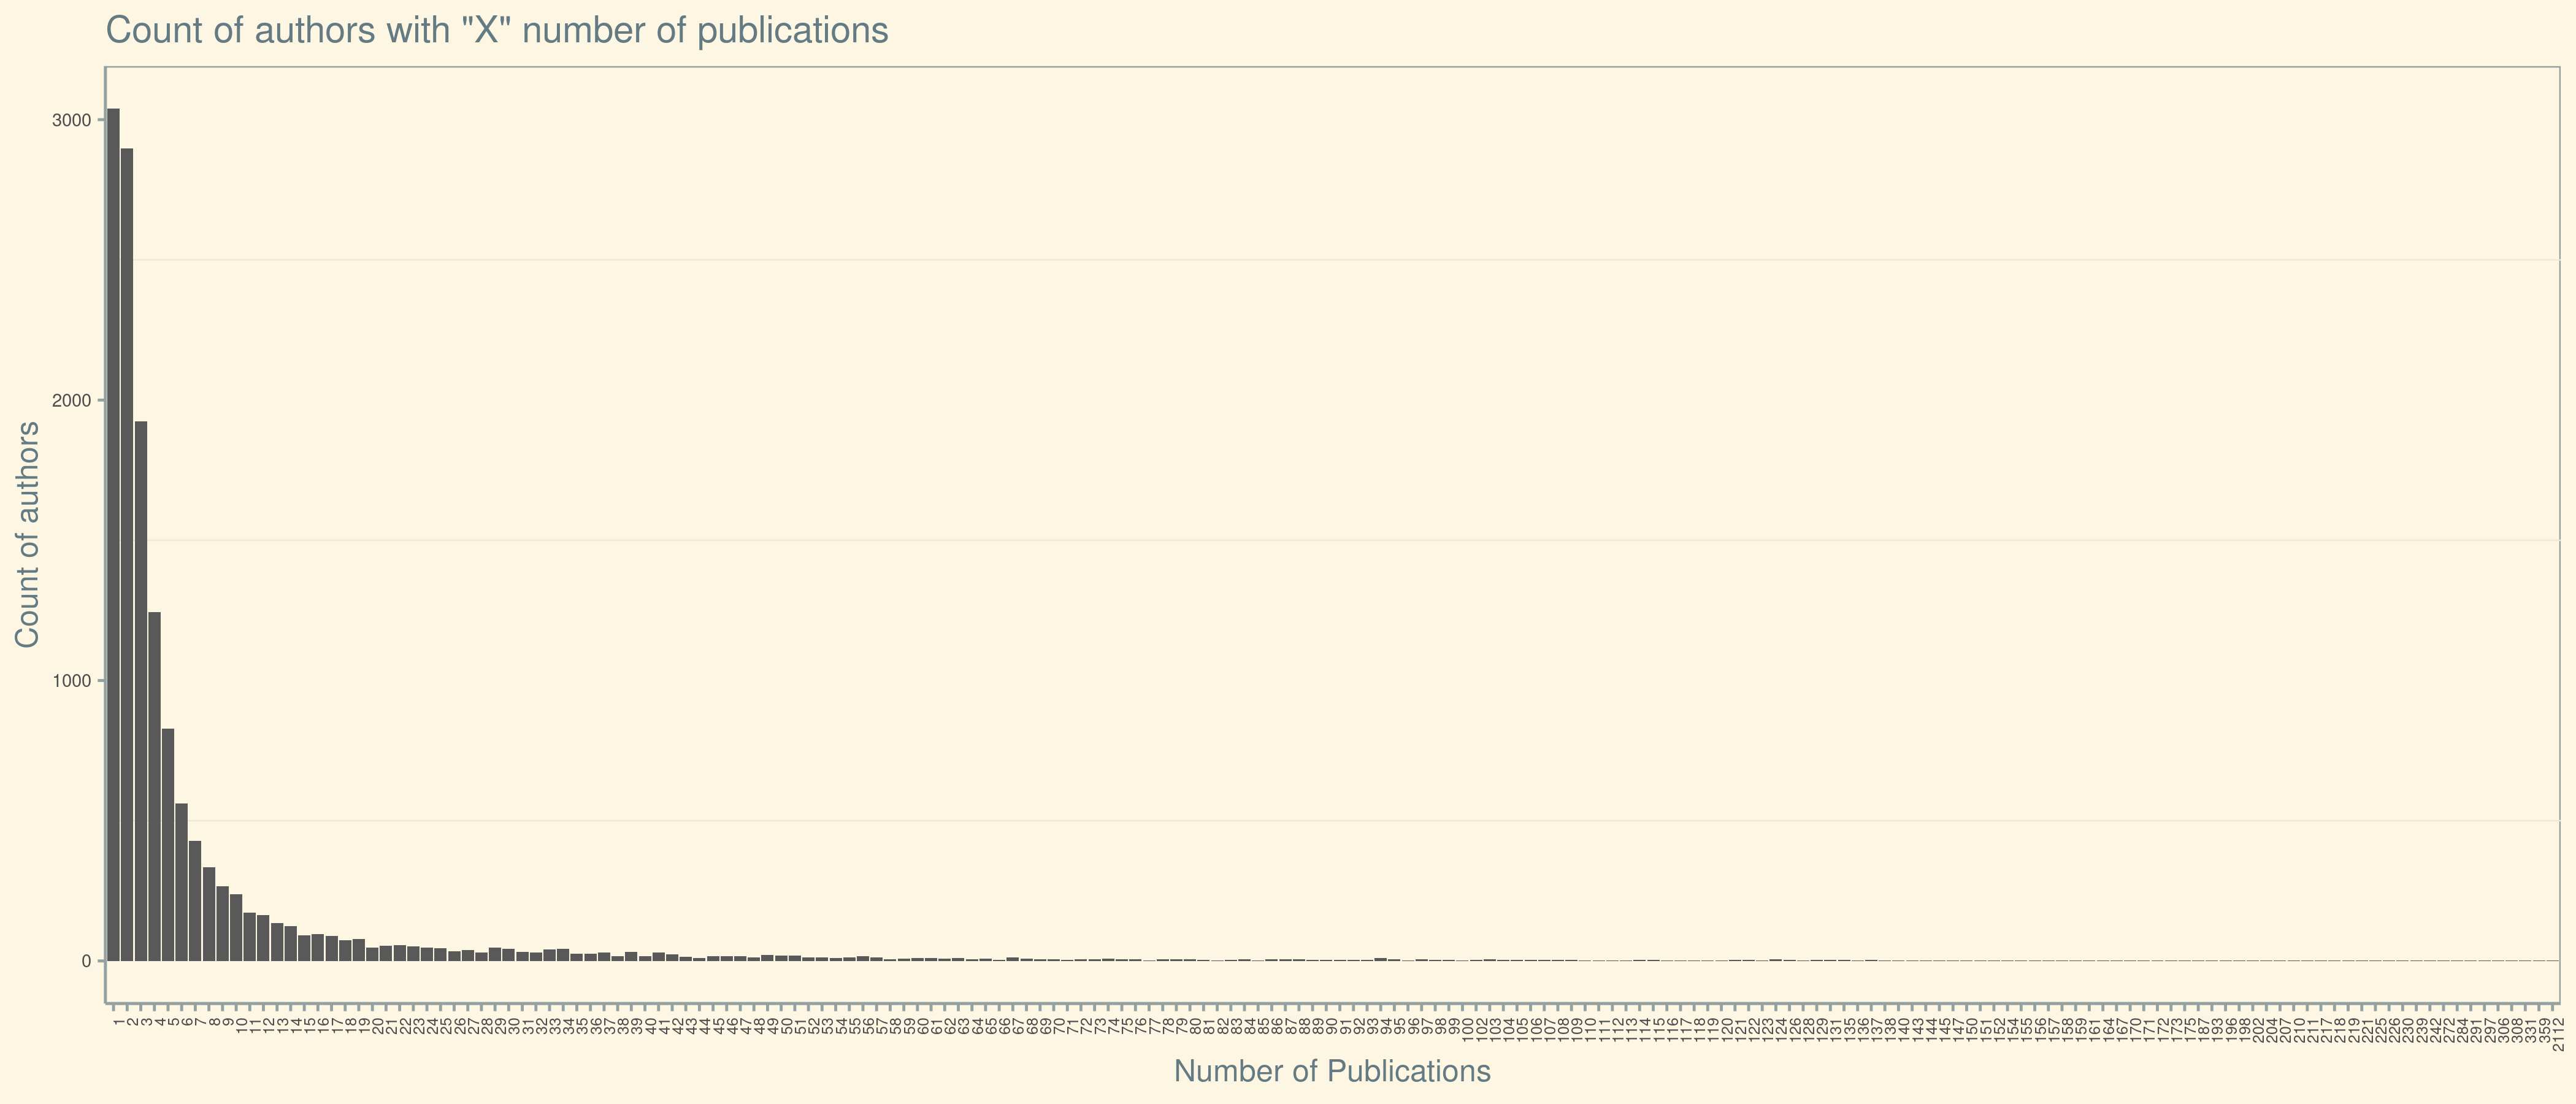 Count of authors with "X" number of publications
Count of authors
3000
2000
1000
0
1 2 3 4 5 6 7 8 9 10 11 12 13 14 15 16 17 18 19 20 21 22 23 24 25 26 27 28 29 30 31 32 33 34 35 36 37 38 39 40 41 42 43 44 45 46 47 48 49 50 51 52 53 54 55 56 57 58 59 60 61 62 63 64 65 66 67 68 69 70 71 72 73 74 75 76 77 78 79 80 81 82 83 84 85 86 87 88 89 90 91 92 93 94 95 96 97 98 99 100 102 103 104 105 106 107 108 109 110 111 112 113 114 115 116 117 118 119 120 121 122 123 124 126 128 129 131 135 136 137 138 140 143 144 145 147 150 151 152 154 155 156 157 158 159 161 164 167 170 171 172 173 175 187 193 196 198 202 204 207 210 211 217 218 219 221 225 226 230 239 242 272 284 291 297 306 308 331 359 2112
Number of Publications